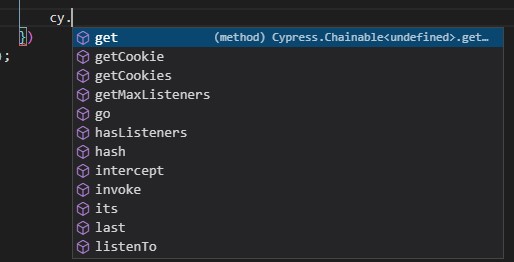 cy.
})
get (method) Cypress.Chainable<undefined>.get…
);
getCookie
getCookies
getMaxListeners
go
hasListeners
hash
intercept
invoke
its
last
listenTo